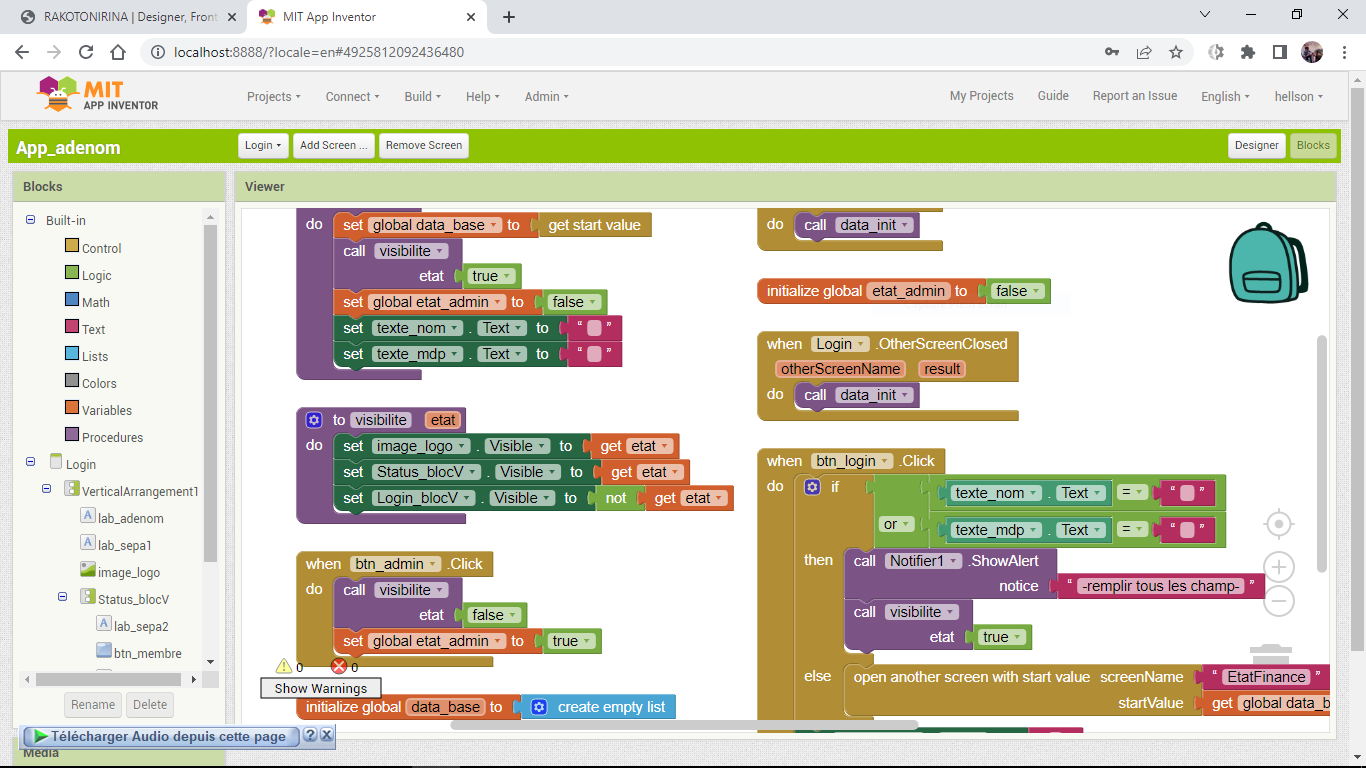 RAKOTONIRINA | Designer, Front
MIT App Inventor
localhost:8888/?locale=en#4925812092436480
MIT
APP INVENTOR
Projects
Connect
Build
Help
Admin
My Projects
Guide
Report an Issue
English
hellson
App_adenom
Login
Add Screen ...
Remove Screen
Designer
Blocks
Blocks
Built-in
Control
Logic
Math
Text
Lists
Colors
Variables
Procedures
Login
VerticalArrangement1
lab_adenom
lab_sepa1
image_logo
Status_blocV
lab_sepa2
btn_membre
Rename
Delete
Media
Viewer
do set global data_base to get start value
call visibilite
etat true
set global etat_admin to false
set texte_nom . Text to “ ”
set texte_mdp . Text to “ ”
to visibilite etat
do set image_logo . Visible to get etat
set Status_blocV . Visible to get etat
set Login_blocV . Visible to not get etat
when btn_admin .Click
do call visibilite
etat false
set global etat_admin to true
0 0
Show Warnings
initialize global data_base to create empty list
do call data_init
initialize global etat_admin to false
when Login .OtherScreenClosed
otherScreenName result
do call data_init
when btn_login .Click
do if texte_nom . Text = “ ”
or texte_mdp . Text = “ ”
then call Notifier1 .ShowAlert
notice “ -remplir tous les champ- ”
call visibilite
etat true
else open another screen with start value screenName “ EtatFinance ”
startValue get global data_b
Télécharger Audio depuis cette page ? X